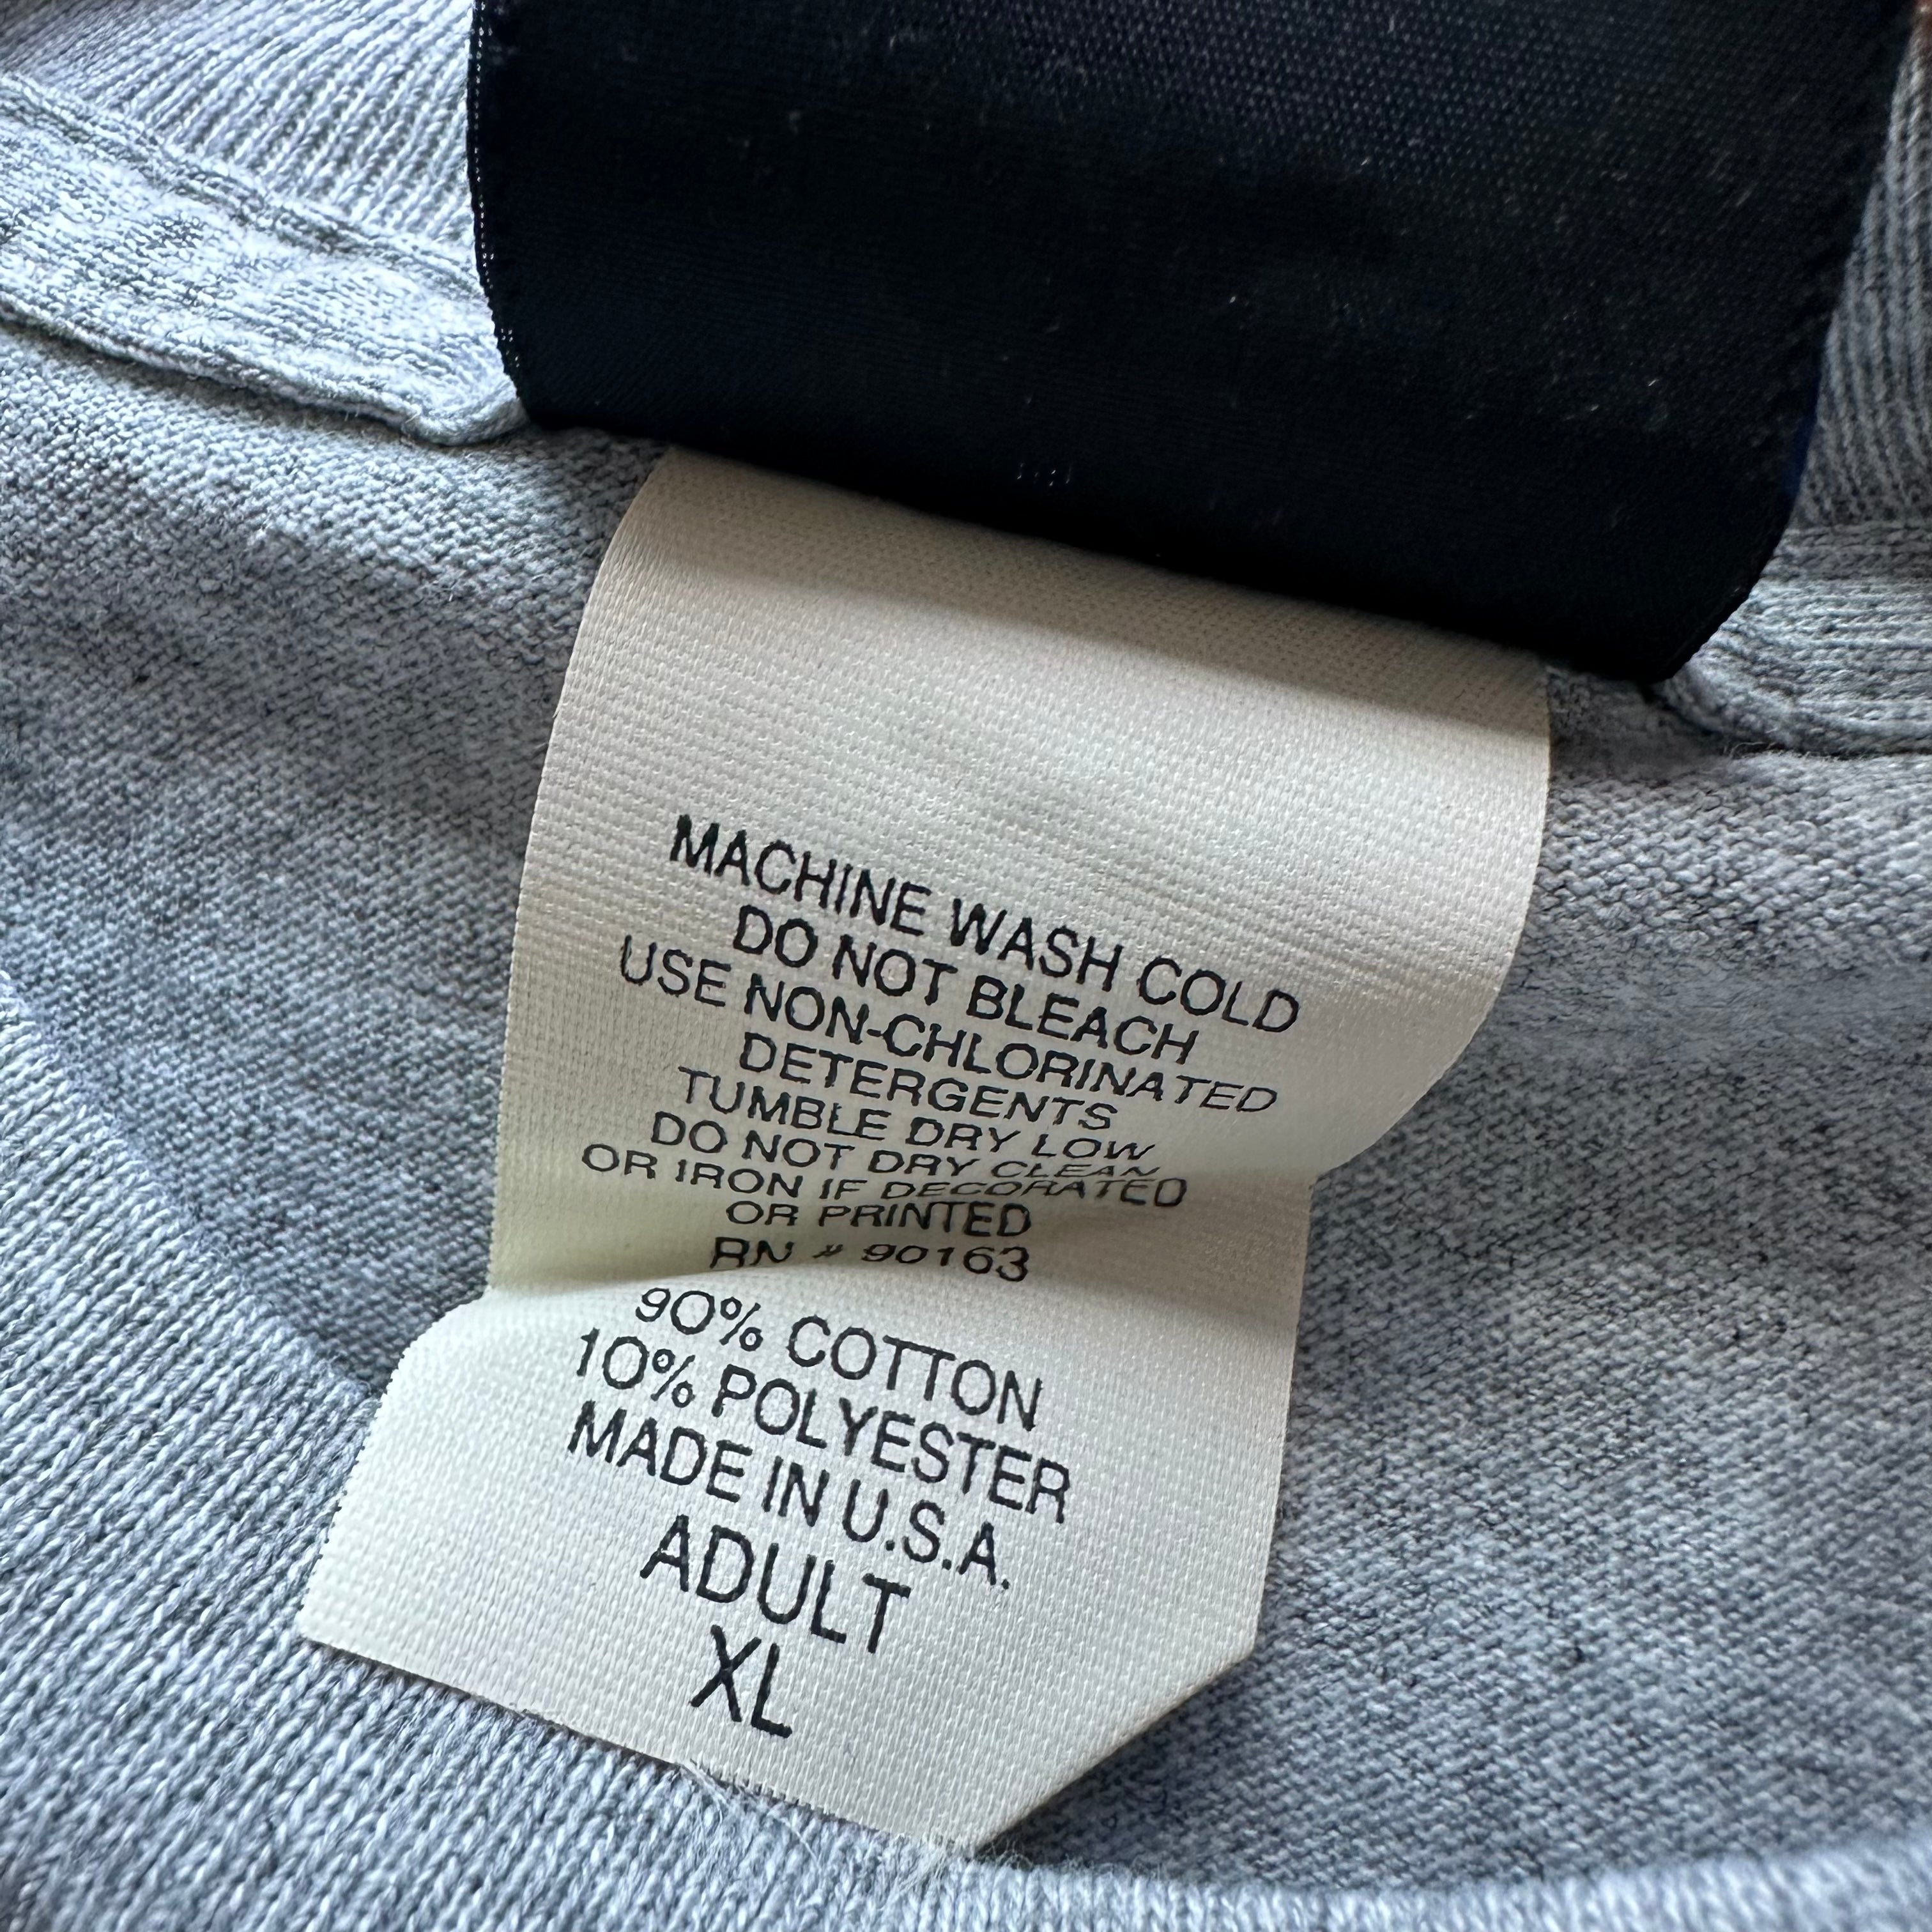 MACHINE WASH COLD
DO NOT BLEACH
USE NON-CHLORINATED
DETERGENTS
TUMBLE DRY LOW
DO NOT DRY CLEAN
OR IRON IF DECORATED
OR PRINTED
RN # 90163
90% COTTON
10% POLYESTER
MADE IN U.S.A.
ADULT
XL